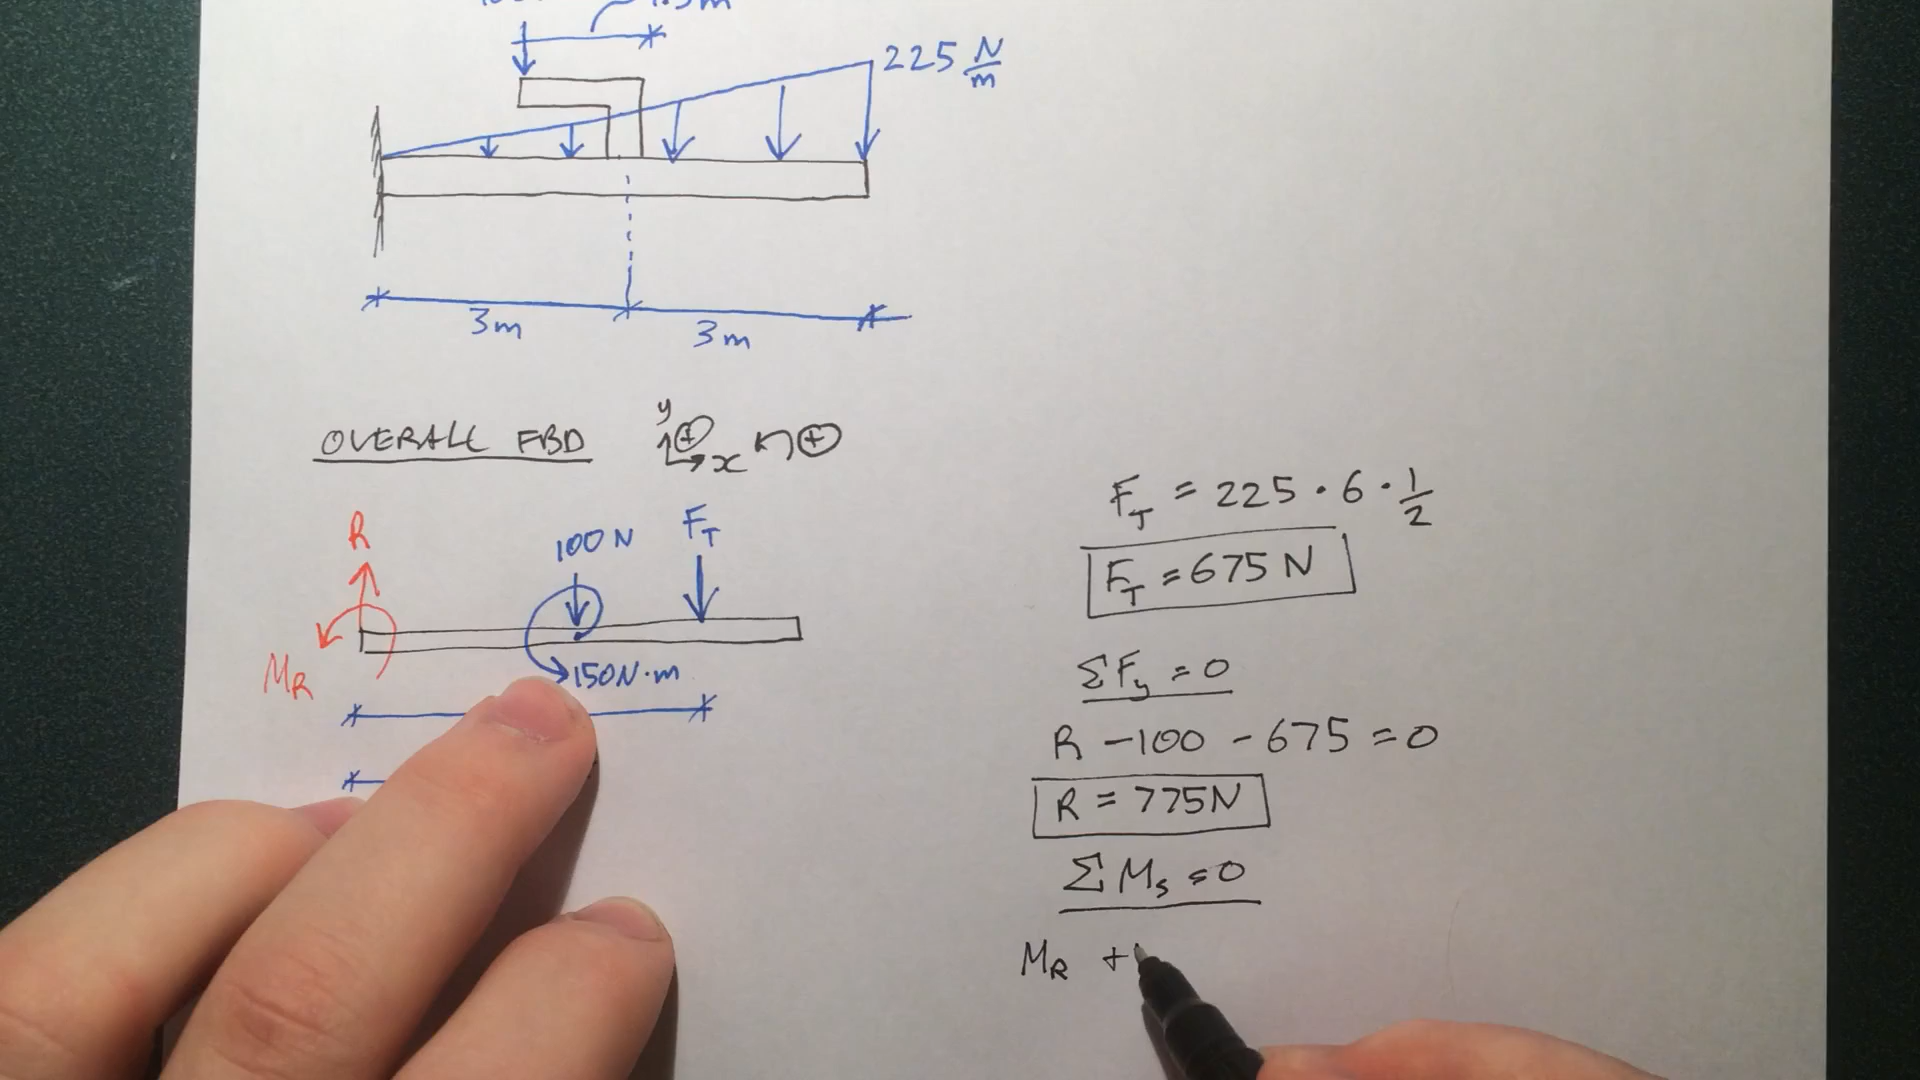 225 N/m
3m
3m
OVERALL FBD y ⊕ x ⊕
R
100N
F_T
M_R
150N·m
F_T = 225 · 6 · 1/2
F_T = 675 N
ΣF_y = 0
R - 100 - 675 = 0
R = 775N
ΣM_s = 0
M_R +